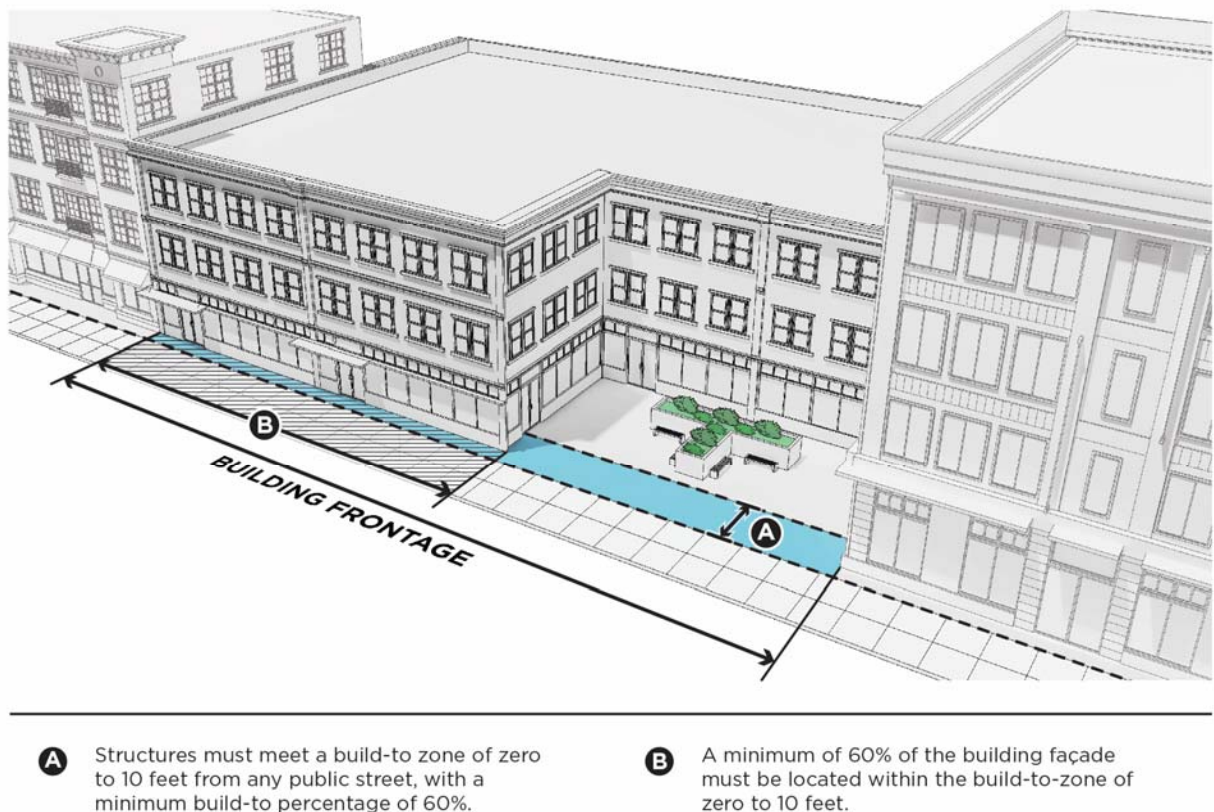 B
BUILDING FRONTAGE
A
A Structures must meet a build-to zone of zero
to 10 feet from any public street, with a
minimum build-to percentage of 60%.
B A minimum of 60% of the building façade
must be located within the build-to-zone of
zero to 10 feet.